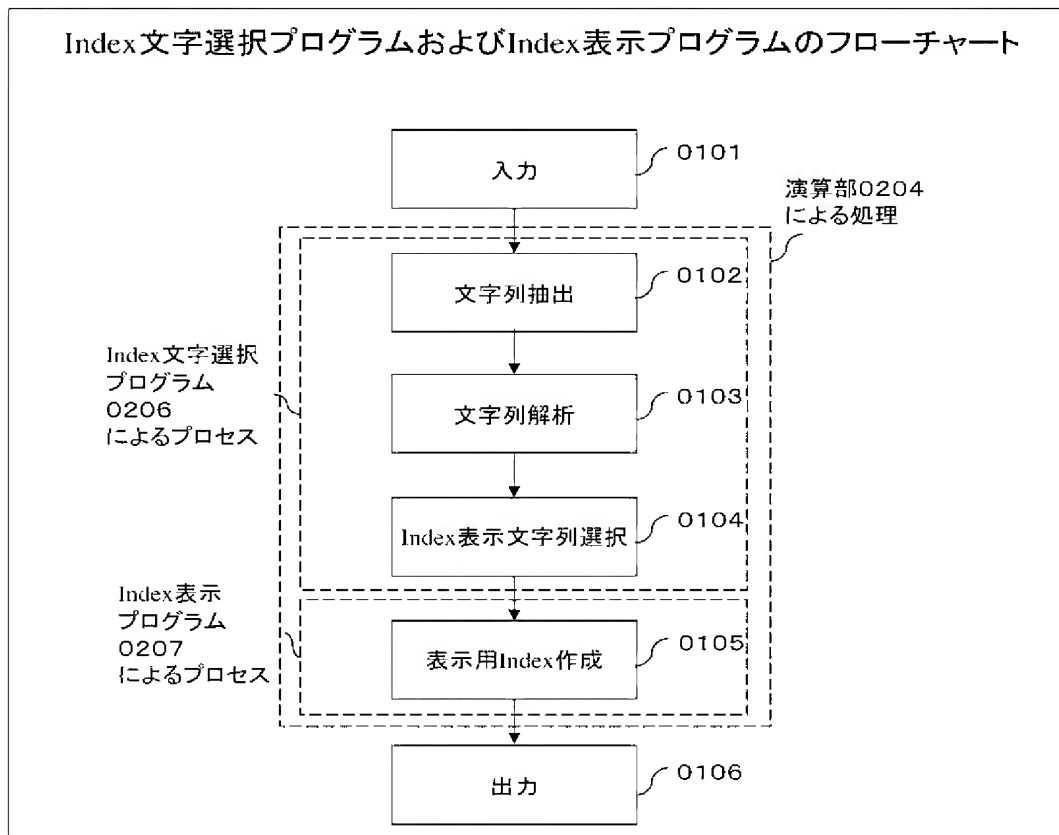 Index文字選択プログラムおよびIndex表示プログラムのフローチャート
入力
0101
演算部0204
による処理
文字列抽出
0102
Index文字選択
プログラム
0206
によるプロセス
文字列解析
0103
Index表示文字列選択
0104
Index表示
プログラム
0207
によるプロセス
表示用Index作成
0105
出力
0106